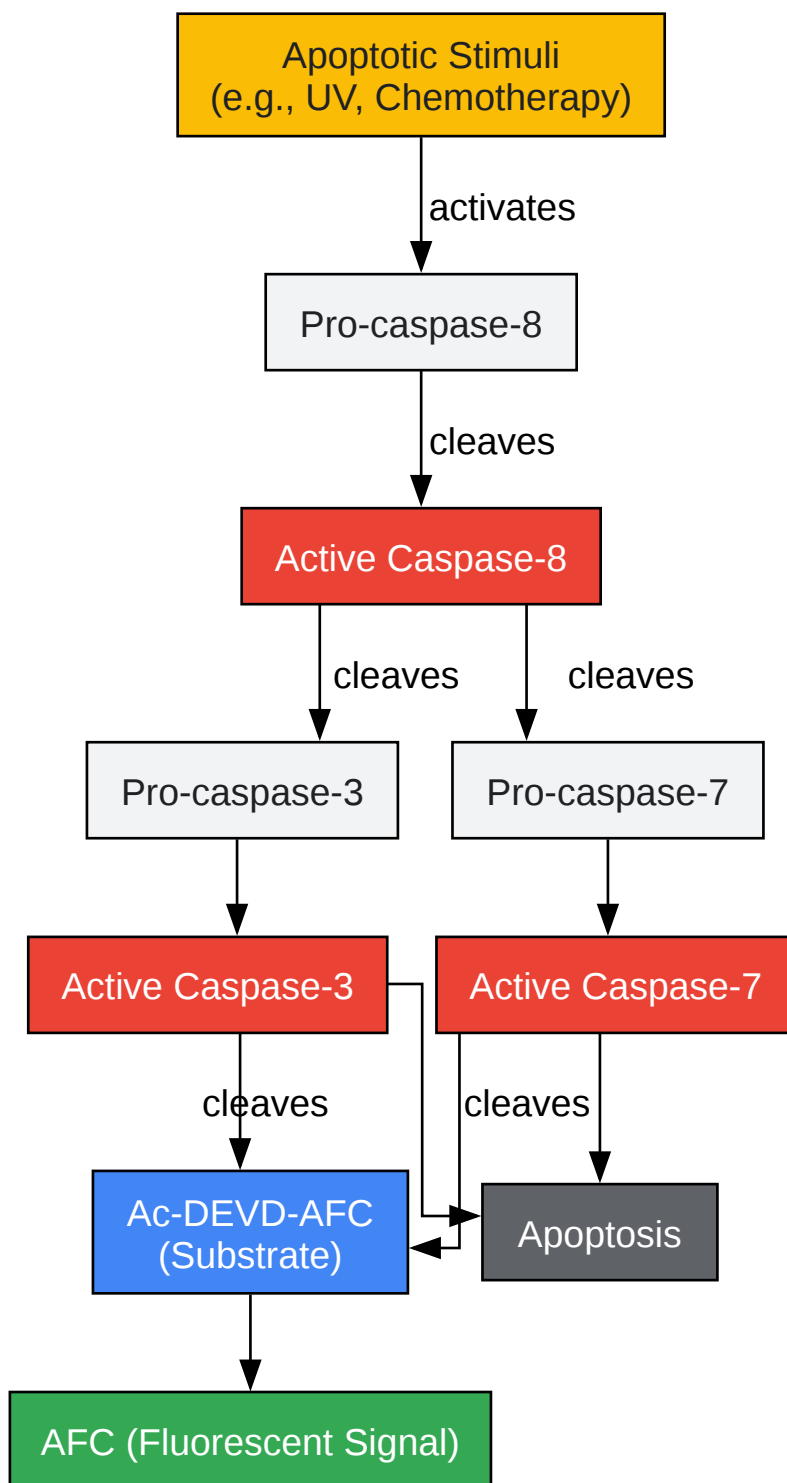 Apoptotic Stimuli
(e.g., UV, Chemotherapy)
activates
Pro-caspase-8
cleaves
Active Caspase-8
cleaves
cleaves
Pro-caspase-3
Pro-caspase-7
Active Caspase-3
Active Caspase-7
cleaves
cleaves
Ac-DEVD-AFC
(Substrate)
Apoptosis
AFC (Fluorescent Signal)